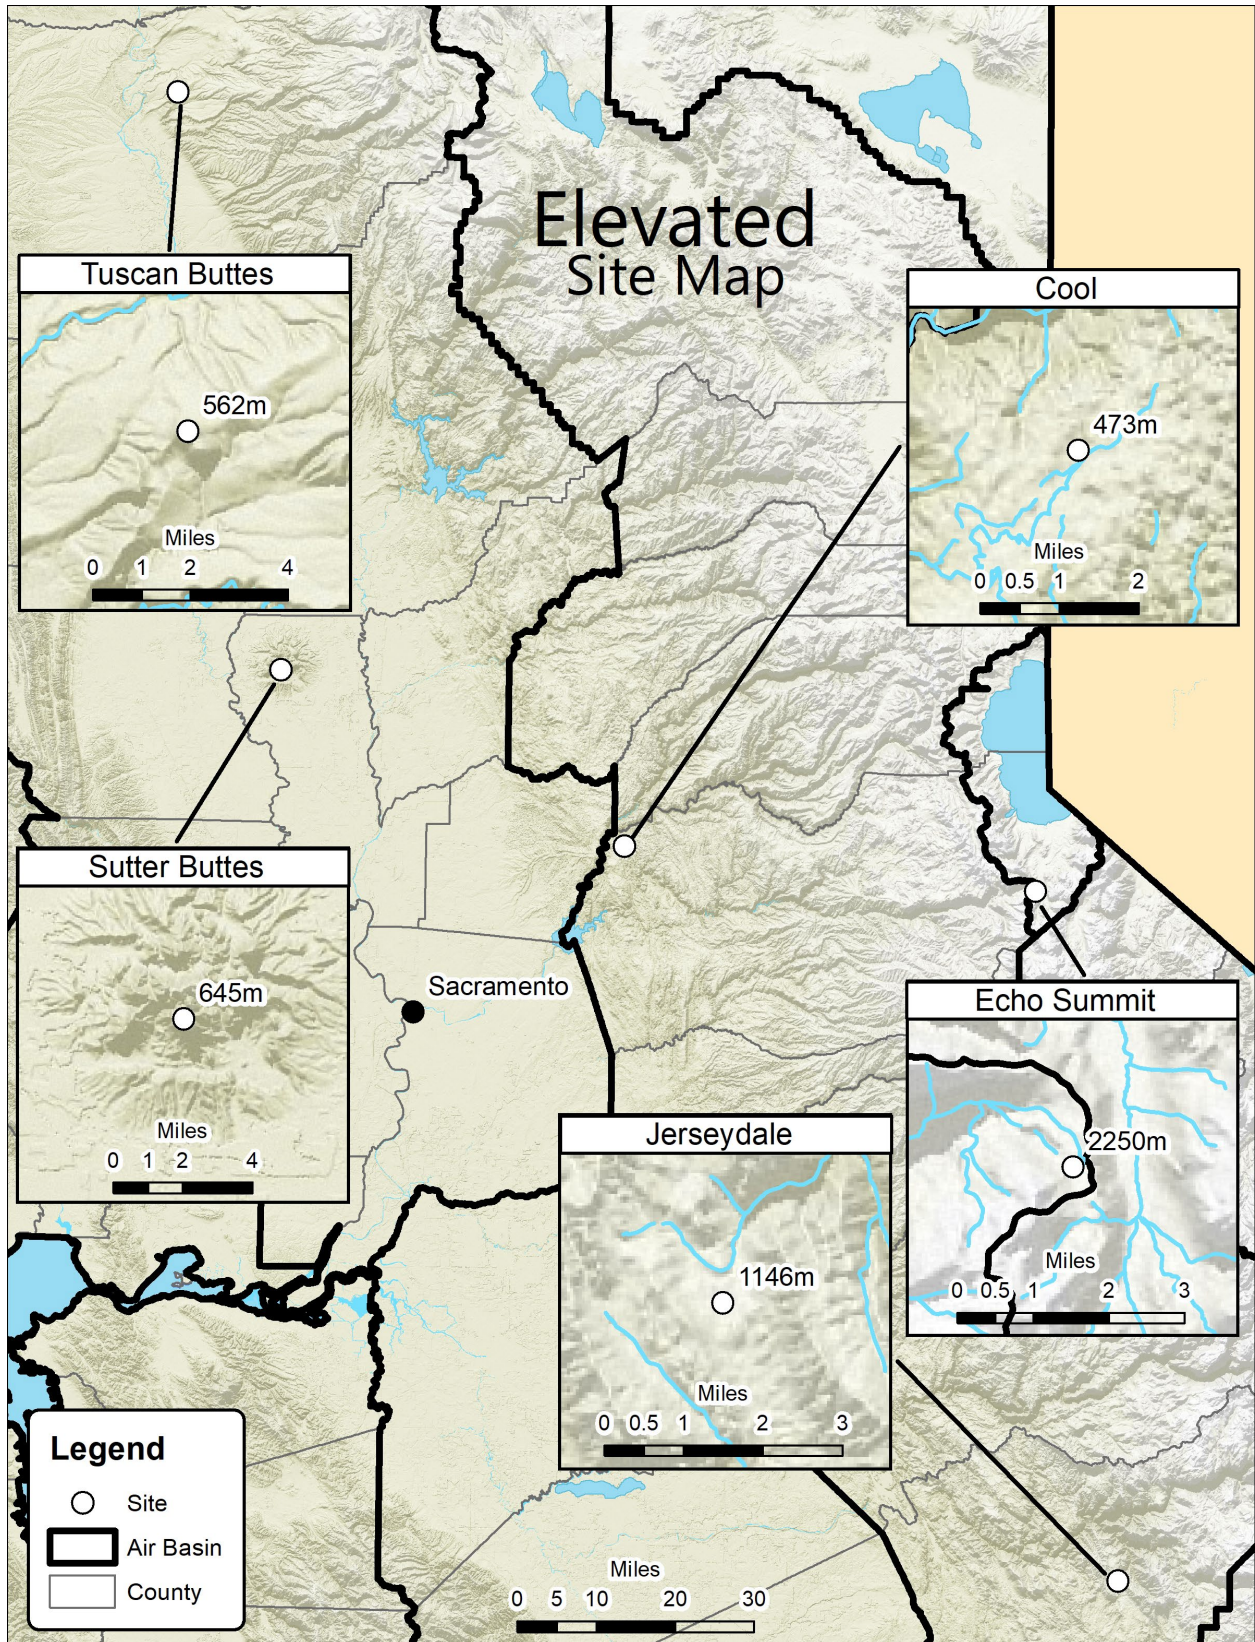 Elevated
Site Map
Tuscan Buttes
562m
Miles
0 1 2 4
Cool
473m
Miles
0 0.5 1 2
Sutter Buttes
645m
Miles
0 1 2 4
Sacramento
Echo Summit
2250m
Miles
0 0.5 1 2 3
Jerseydale
1146m
Miles
0 0.5 1 2 3
Legend
Site
Air Basin
County
Miles
0 5 10 20 30